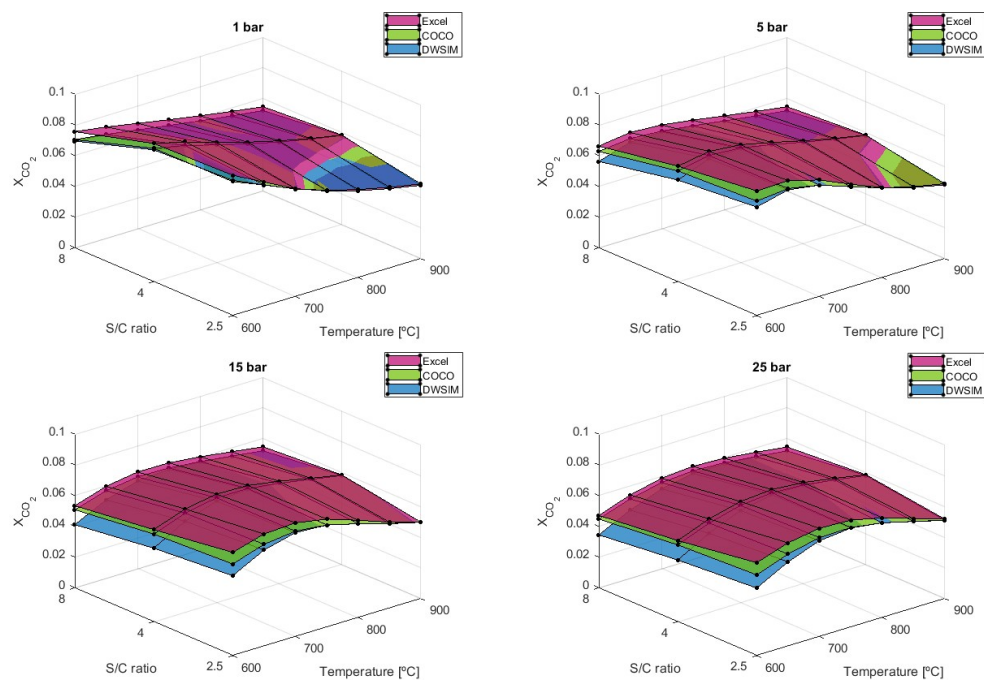 1 bar
Excel
COCO
DWSIM
0.1
0.08
0.06
0.04
0.02
0
X_CO_2
8
4
2.5
S/C ratio
600
700
800
900
Temperature [ºC]
5 bar
Excel
COCO
DWSIM
0.1
0.08
0.06
0.04
0.02
0
X_CO_2
8
4
2.5
S/C ratio
600
700
800
900
Temperature [ºC]
15 bar
Excel
COCO
DWSIM
0.1
0.08
0.06
0.04
0.02
0
X_CO_2
8
4
2.5
S/C ratio
600
700
800
900
Temperature [ºC]
25 bar
Excel
COCO
DWSIM
0.1
0.08
0.06
0.04
0.02
0
X_CO_2
8
4
2.5
S/C ratio
600
700
800
900
Temperature [ºC]